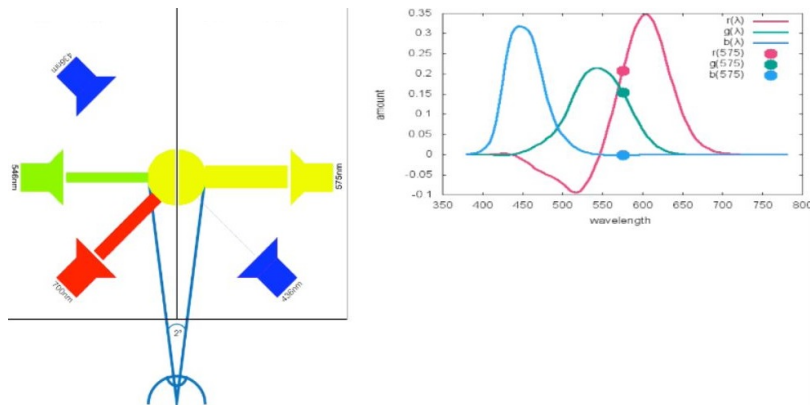 436nm
546nm
575nm
700nm
436nm
2°
r(λ)
g(λ)
b(λ)
r(575)
g(575)
b(575)
amount
0.35
0.3
0.25
0.2
0.15
0.1
0.05
0
-0.05
-0.1
350 400 450 500 550 600 650 700 750 800
wavelength